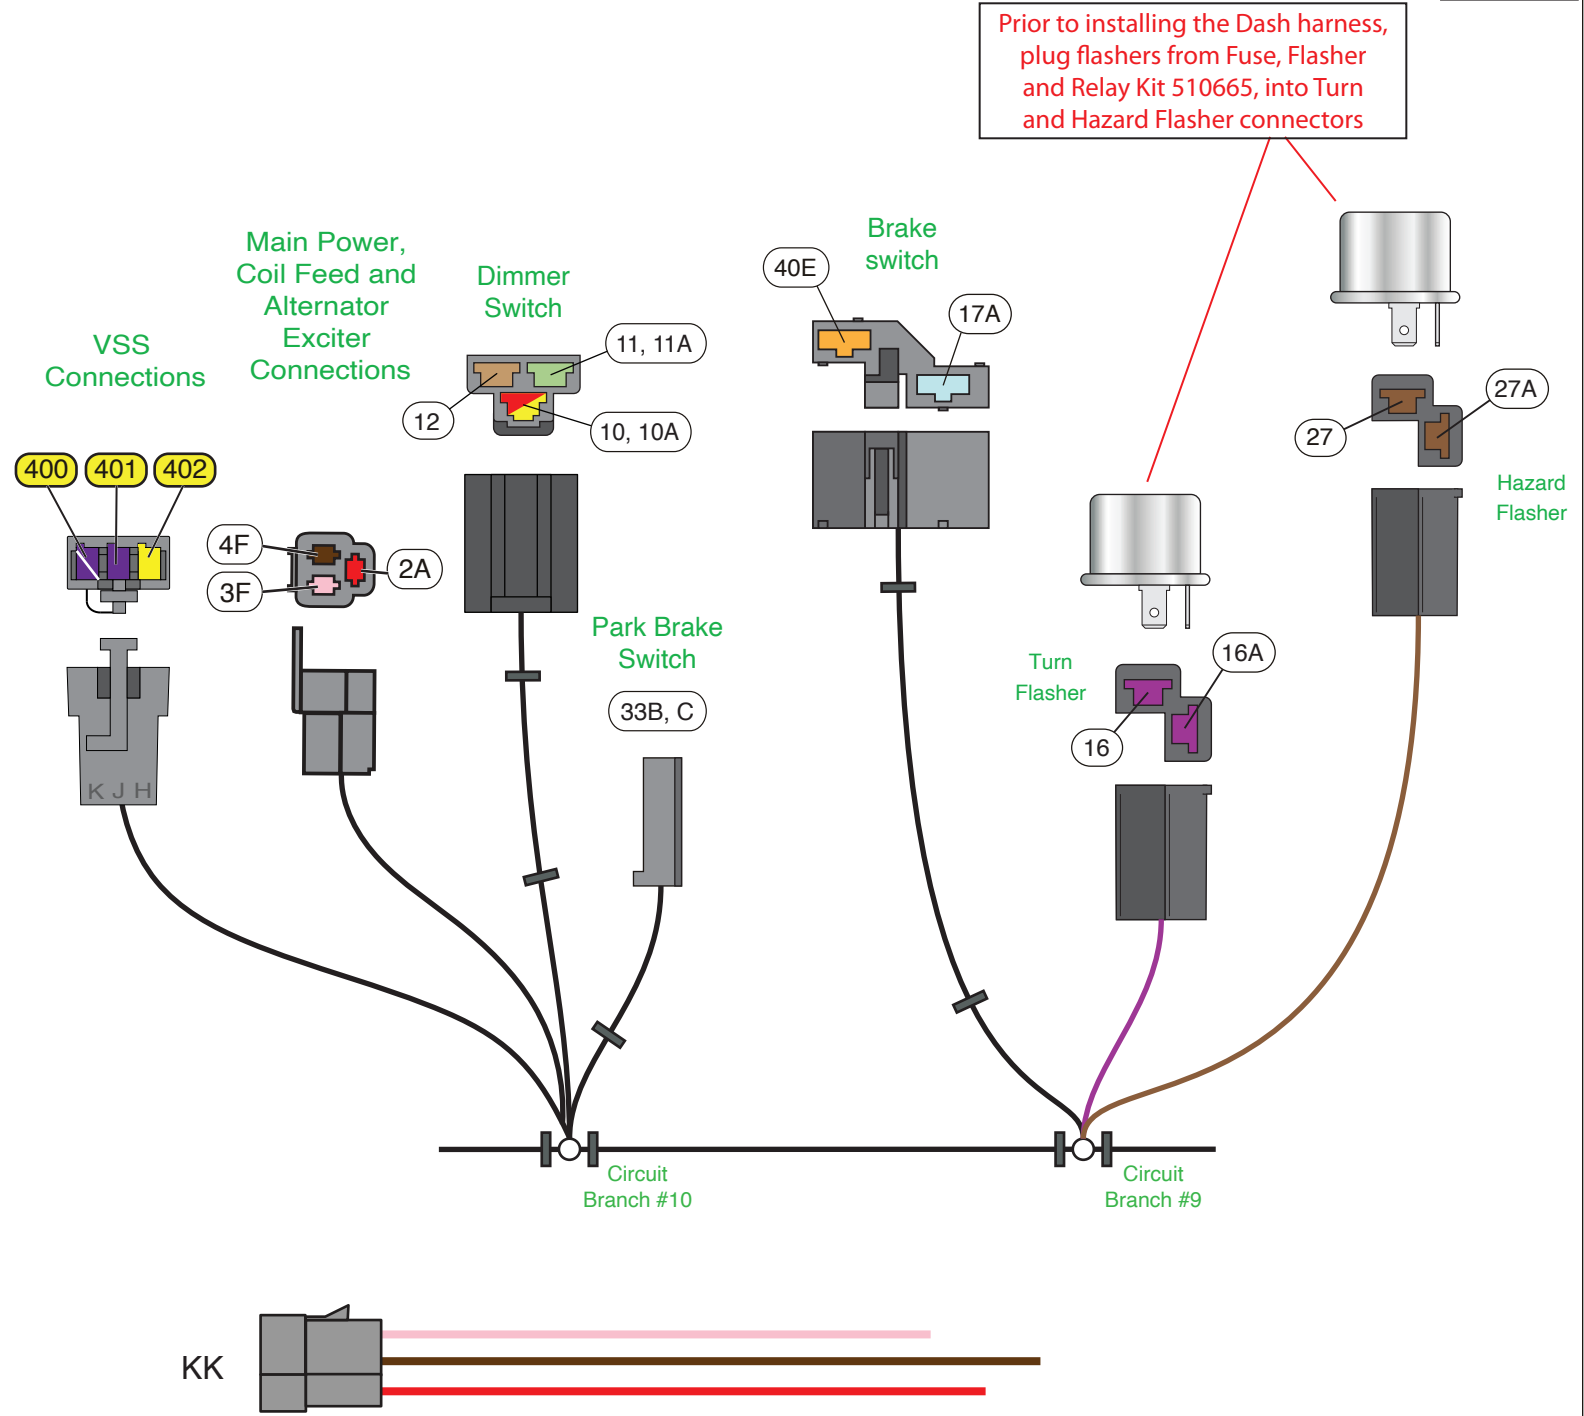 Prior to installing the Dash harness,
plug flashers from Fuse, Flasher
and Relay Kit 510665, into Turn
and Hazard Flasher connectors
VSS
Connections
400
401
402
K J H
Main Power,
Coil Feed and
Alternator
Exciter
Connections
4F
3F
2A
Dimmer
Switch
11, 11A
12
10, 10A
Park Brake
Switch
33B, C
Brake
switch
40E
17A
Turn
Flasher
16A
16
27A
27
Hazard
Flasher
Circuit
Branch #10
Circuit
Branch #9
KK